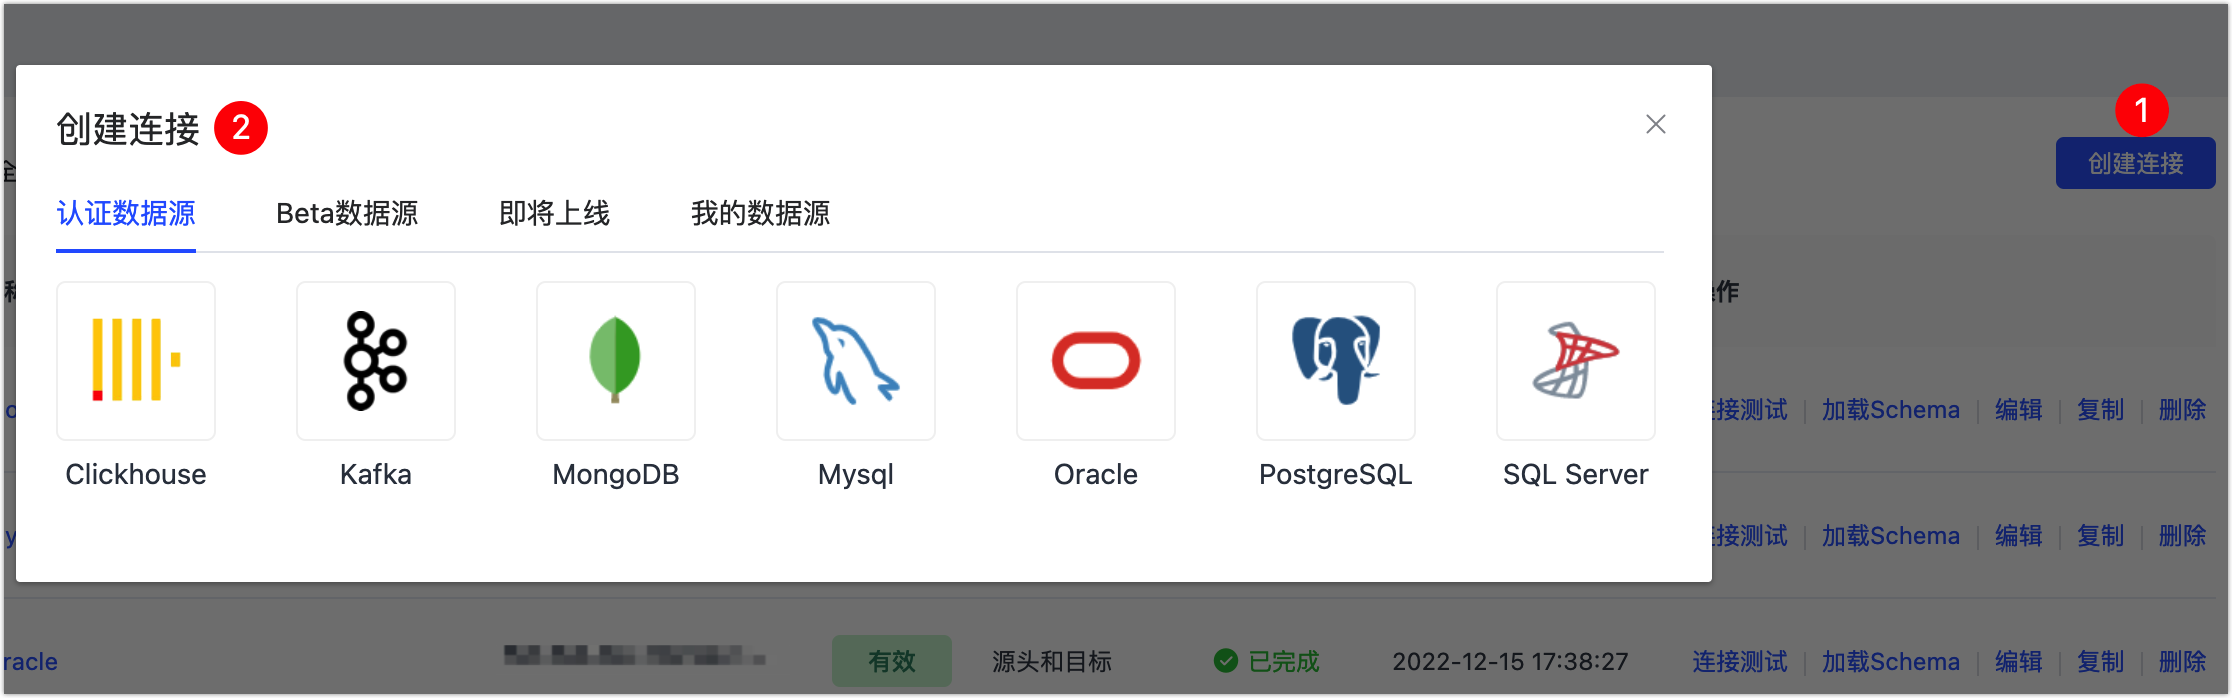 1
创建连接
创建连接 2
认证数据源 Beta数据源 即将上线 我的数据源
作
Clickhouse Kafka MongoDB Mysql Oracle PostgreSQL SQL Server
接测试 加载Schema 编辑 复制 删除
接测试 加载Schema 编辑 复制 删除
racle 有效 源头和目标 已完成 2022-12-15 17:38:27 连接测试 加载Schema 编辑 复制 删除